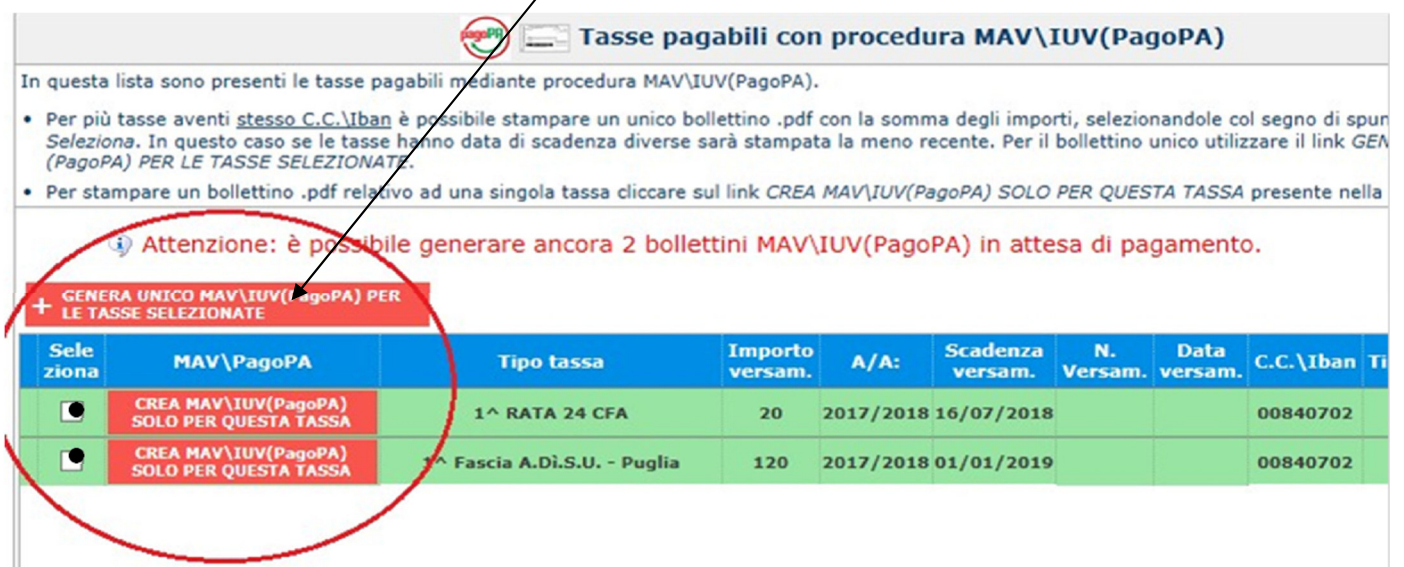 pagoPA Tasse pagabili con procedura MAV\IUV(PagoPA)
In questa lista sono presenti le tasse pagabili mediante procedura MAV\IUV(PagoPA).
• Per più tasse aventi stesso C.C.\Iban è possibile stampare un unico bollettino .pdf con la somma degli importi, selezionandole col segno di spun
Seleziona. In questo caso se le tasse hanno data di scadenza diverse sarà stampata la meno recente. Per il bollettino unico utilizzare il link GEN
(PagoPA) PER LE TASSE SELEZIONATE.
• Per stampare un bollettino .pdf relativo ad una singola tassa cliccare sul link CREA MAV\IUV(PagoPA) SOLO PER QUESTA TASSA presente nella
Attenzione: è possibile generare ancora 2 bollettini MAV\IUV(PagoPA) in attesa di pagamento.
+ GENERA UNICO MAV\IUV(PagoPA) PER
LE TASSE SELEZIONATE
Sele
ziona
MAV\PagoPA
Tipo tassa
Importo
versam.
A/A:
Scadenza
versam.
N.
Versam.
Data
versam.
C.C.\Iban
Ti
CREA MAV\IUV(PagoPA)
SOLO PER QUESTA TASSA
1^ RATA 24 CFA
20
2017/2018
16/07/2018
00840702
CREA MAV\IUV(PagoPA)
SOLO PER QUESTA TASSA
1^ Fascia A.Dì.S.U. - Puglia
120
2017/2018
01/01/2019
00840702